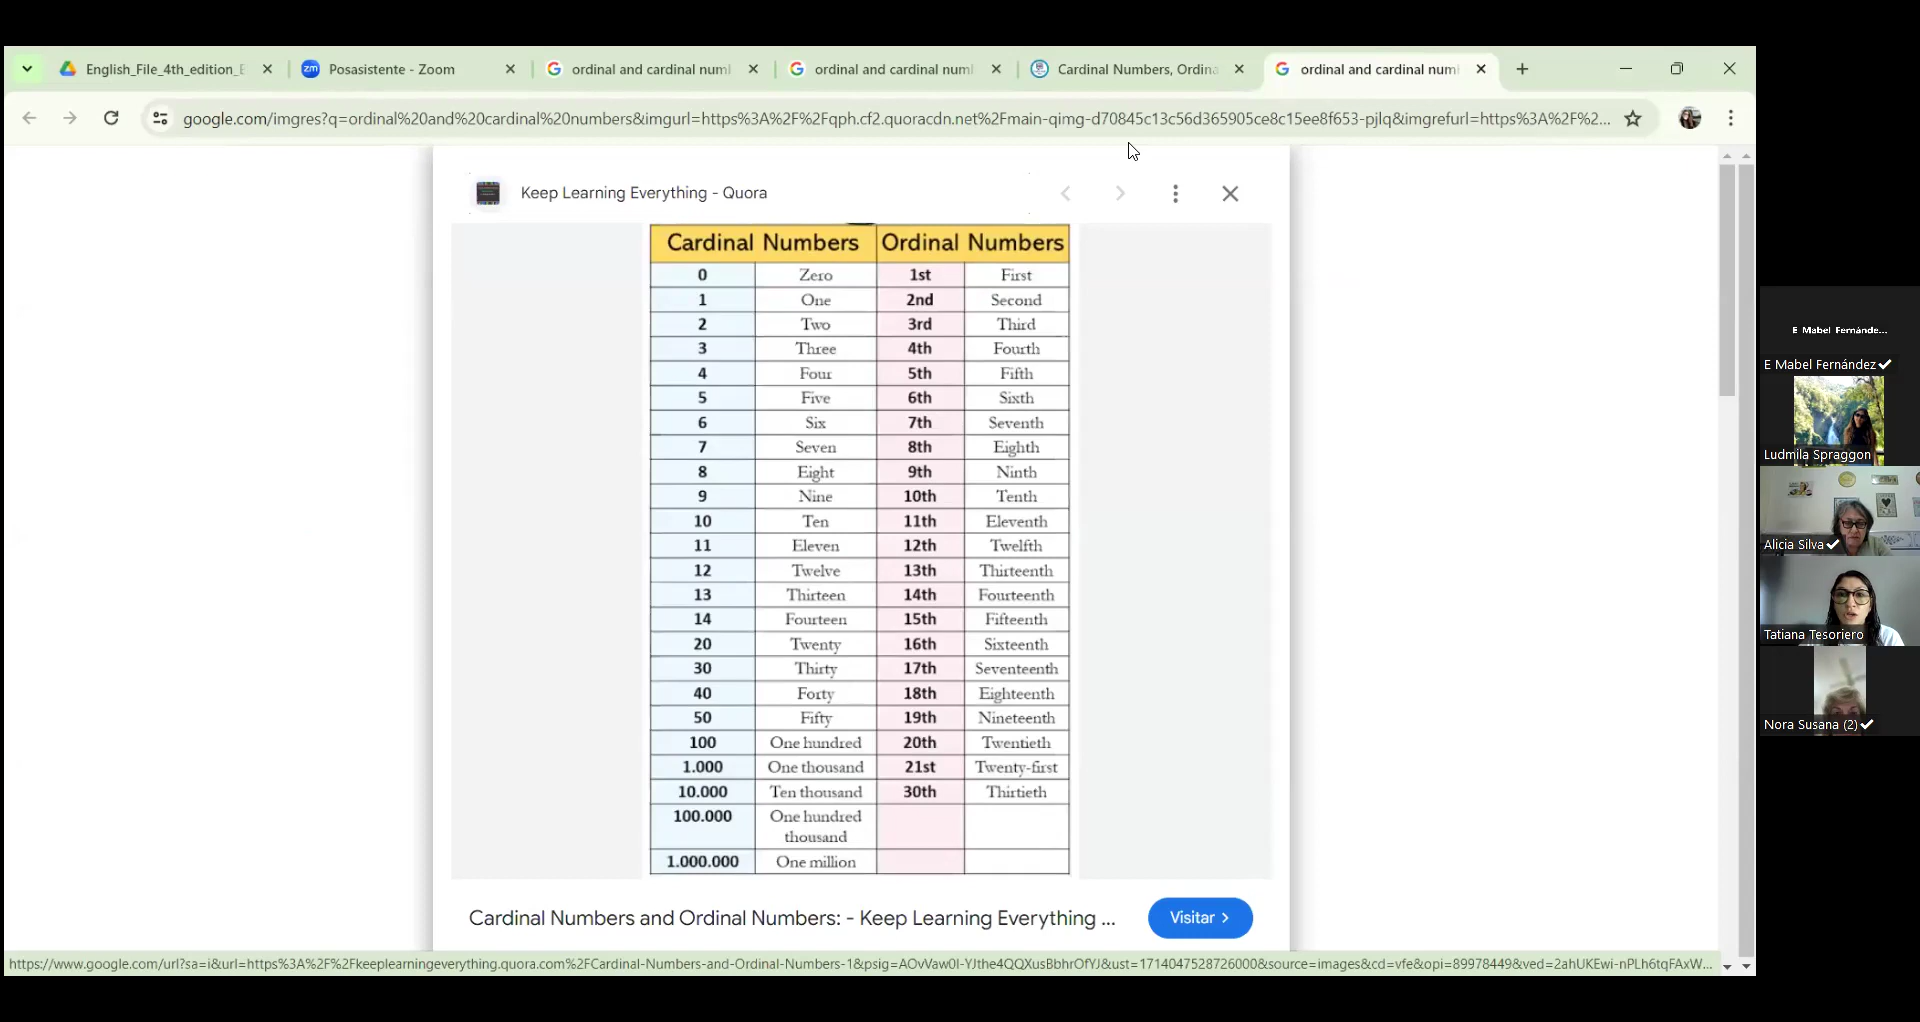 English_File_4th_edition_E
Posasistente - Zoom
ordinal and cardinal numl
ordinal and cardinal numl
Cardinal Numbers, Ordina
ordinal and cardinal numl
google.com/imgres?q=ordinal%20and%20cardinal%20numbers&imgurl=https%3A%2F%2Fqph.cf2.quoracdn.net%2Fmain-qimg-d70845c13c56d365905ce8c15ee8f653-pjlq&imgrefurl=https%3A%2F%2...
Keep Learning Everything - Quora
Cardinal Numbers Ordinal Numbers
0 Zero 1st First
1 One 2nd Second
2 Two 3rd Third
3 Three 4th Fourth
4 Four 5th Fifth
5 Five 6th Sixth
6 Six 7th Seventh
7 Seven 8th Eighth
8 Eight 9th Ninth
9 Nine 10th Tenth
10 Ten 11th Eleventh
11 Eleven 12th Twelfth
12 Twelve 13th Thirteenth
13 Thirteen 14th Fourteenth
14 Fourteen 15th Fifteenth
20 Twenty 16th Sixteenth
30 Thirty 17th Seventeenth
40 Forty 18th Eighteenth
50 Fifty 19th Nineteenth
100 One hundred 20th Twentieth
1.000 One thousand 21st Twenty-first
10.000 Ten thousand 30th Thirtieth
100.000 One hundred
thousand
1.000.000 One million
Cardinal Numbers and Ordinal Numbers: - Keep Learning Everything ...
Visitar >
https://www.google.com/url?sa=i&url=https%3A%2F%2Fkeeplearningeverything.quora.com%2FCardinal-Numbers-and-Ordinal-Numbers-1&psig=AOvVaw0I-YJthe4QQXusBbhrOfYJ&ust=1714047528726000&source=images&cd=vfe&opi=89978449&ved=2ahUKEwi-nPLh6tqFAxW...
E Mabel Fernánde...
E Mabel Fernández
Ludmila Spraggon
Alicia Silva
Tatiana Tesoriero
Nora Susana (2)